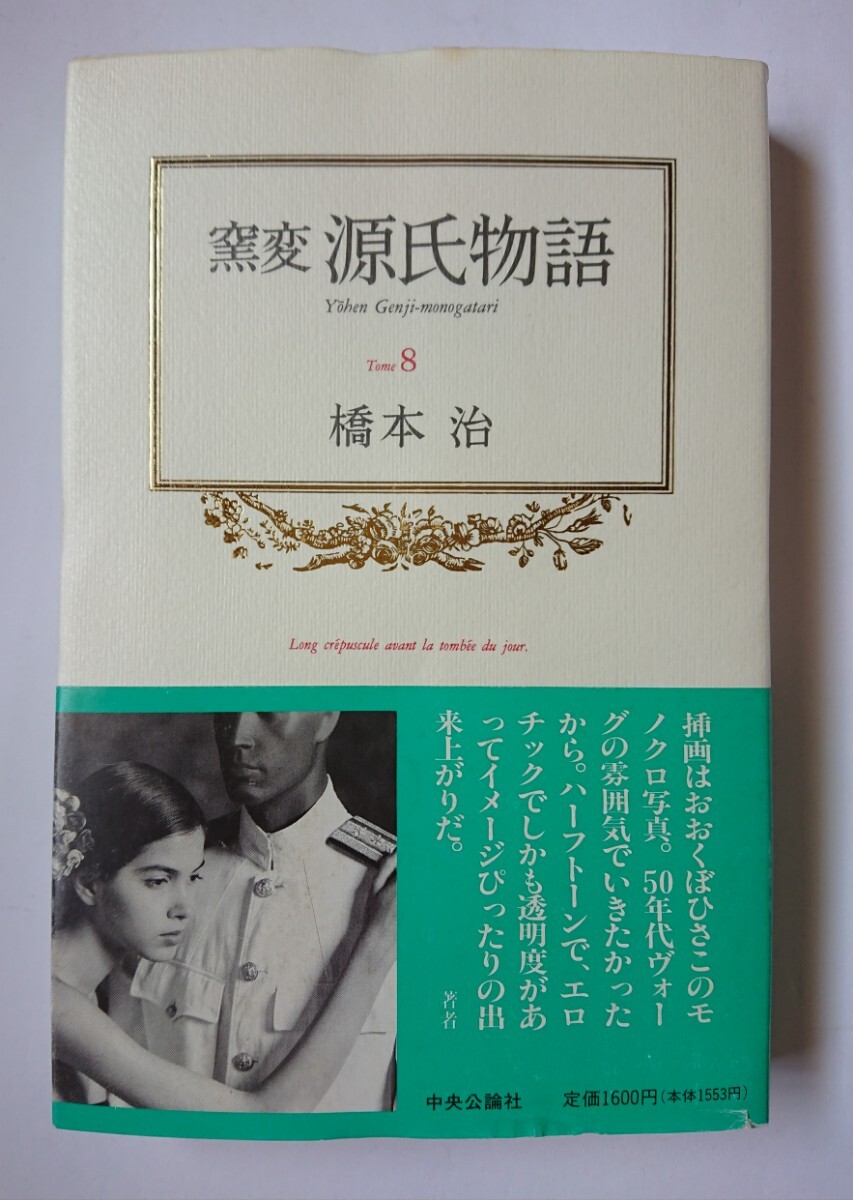 窯変 源氏物語
Yōhen Genji-monogatari
Tome 8
橋本 治
Long crépuscule avant la tombée du jour.
挿画はおおくぼひさこのモ
ノクロ写真。50年代ヴォー
グの雰囲気でいきたかった
から。ハーフトーンで、エロ
チックでしかも透明度があ
ってイメージぴったりの出
来上がりだ。
著者
中央公論社 定価1600円(本体1553円)